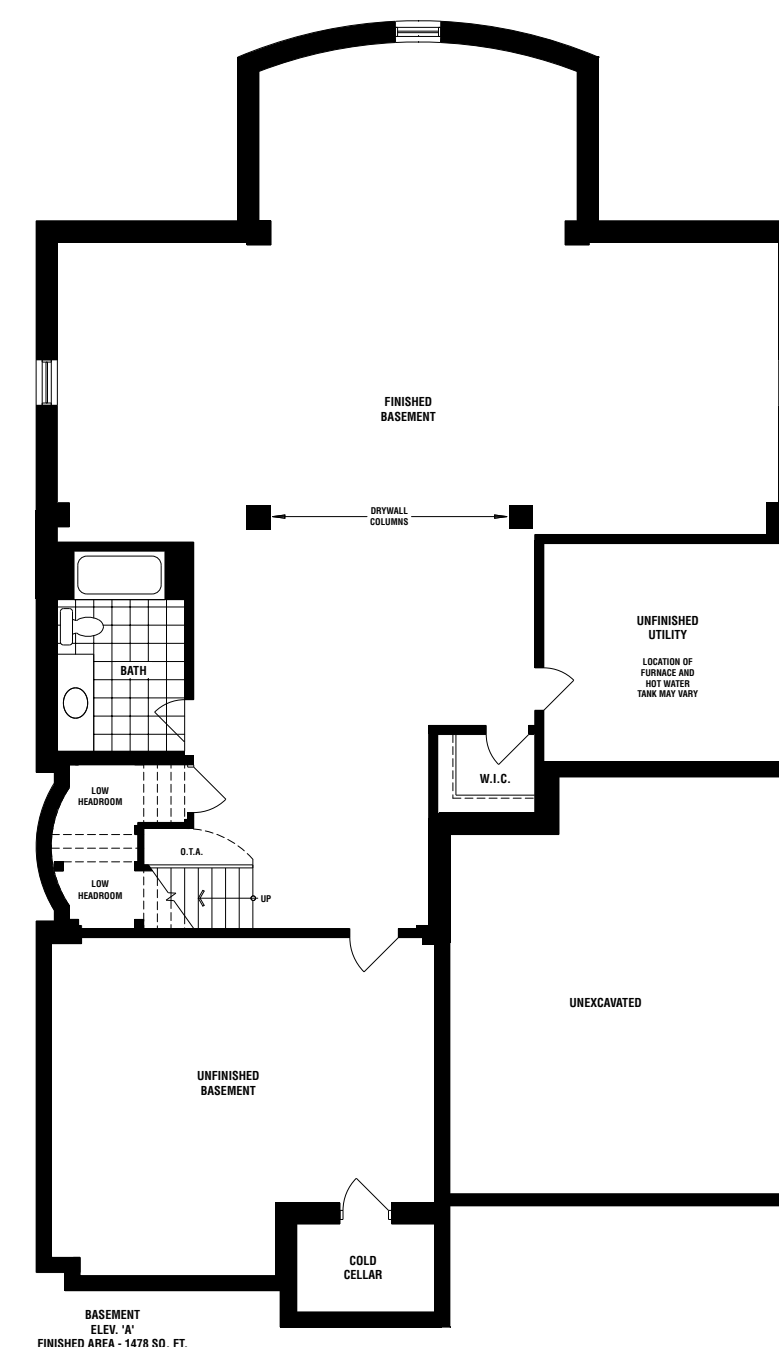 FINISHED
BASEMENT
DRYWALL
COLUMNS
UNFINISHED
UTILITY
LOCATION OF
FURNACE AND
HOT WATER
TANK MAY VARY
BATH
W.I.C.
LOW
HEADROOM
O.T.A.
LOW
HEADROOM
UP
UNEXCAVATED
UNFINISHED
BASEMENT
COLD
CELLAR
BASEMENT
ELEV. 'A'
FINISHED AREA - 1478 SQ. FT.